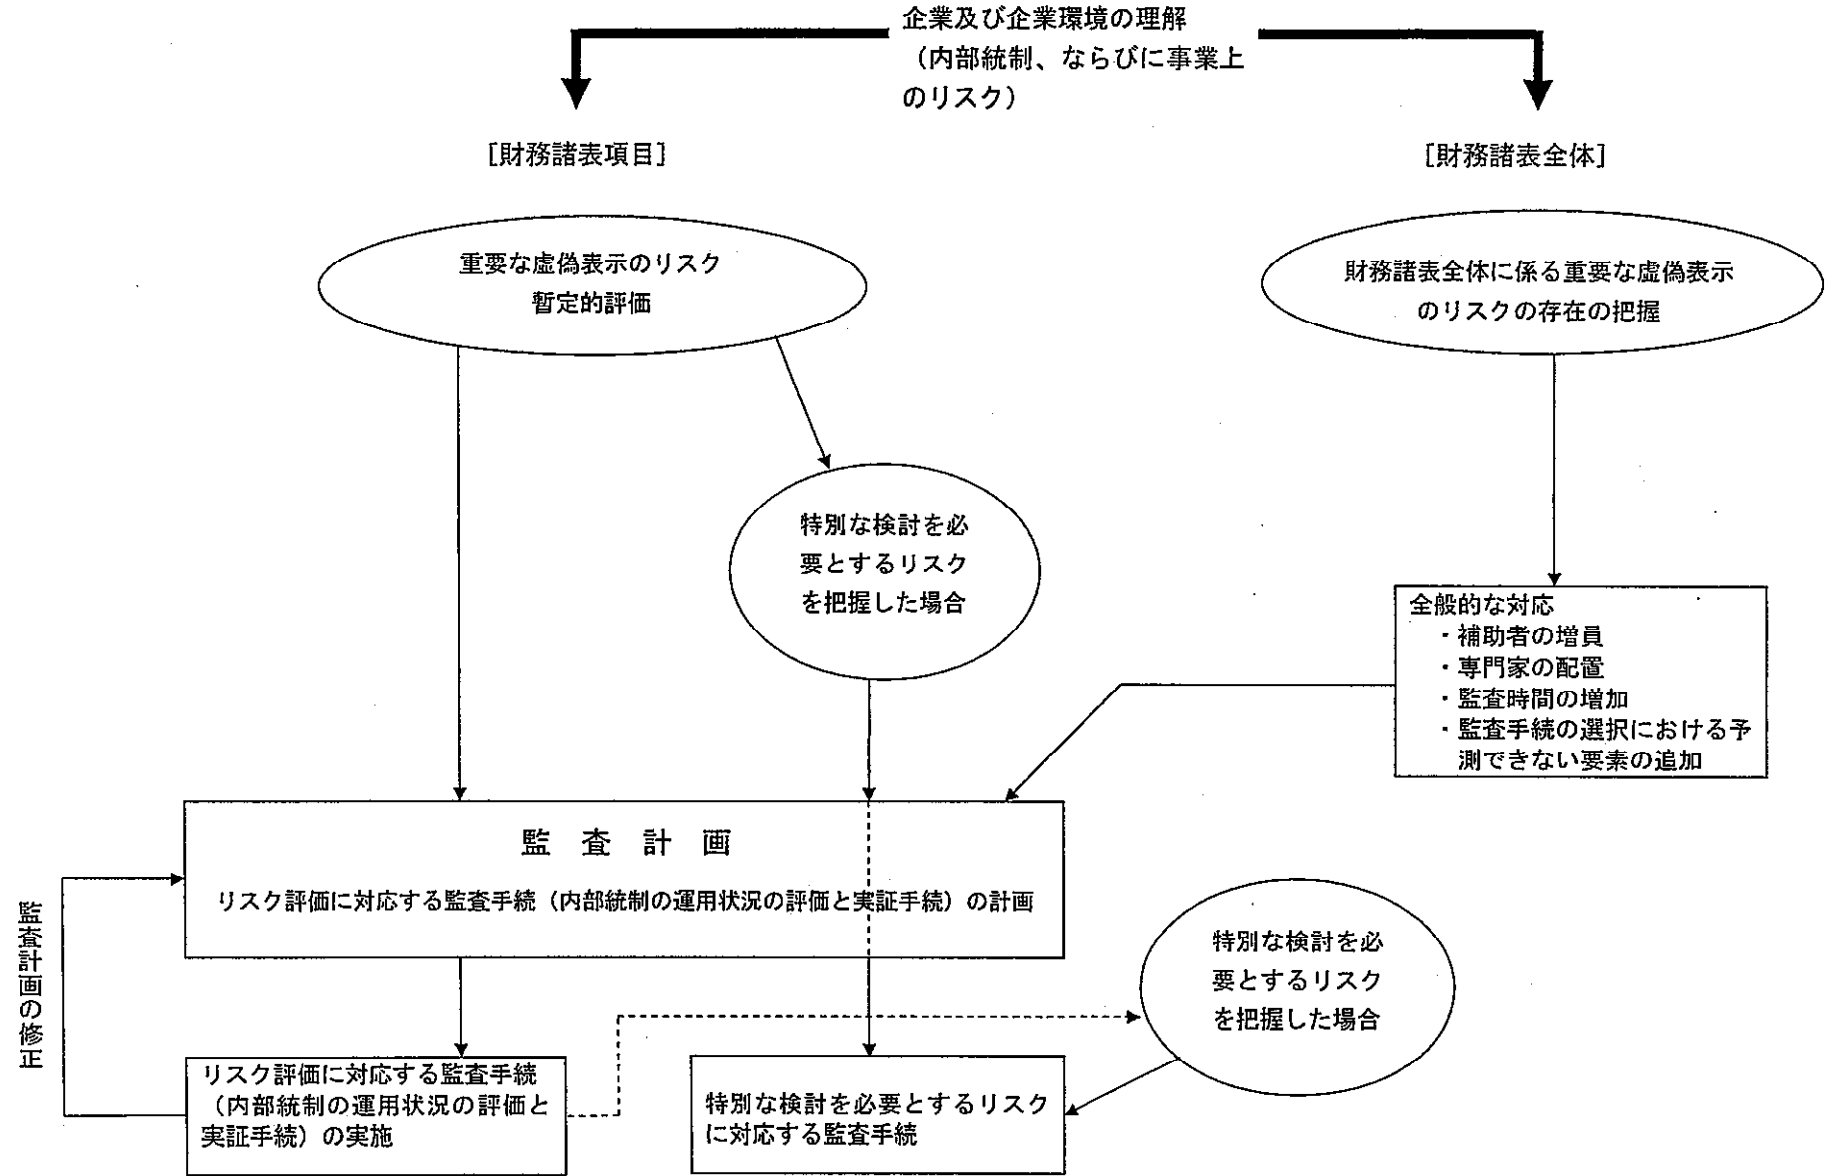 企業及び企業環境の理解
（内部統制、ならびに事業上
のリスク）
［財務諸表項目］
［財務諸表全体］
重要な虚偽表示のリスク
暫定的評価
財務諸表全体に係る重要な虚偽表示
のリスクの存在の把握
特別な検討を必
要とするリスク
を把握した場合
全般的な対応
・補助者の増員
・専門家の配置
・監査時間の増加
・監査手続の選択における予
測できない要素の追加
監　査　計　画
リスク評価に対応する監査手続（内部統制の運用状況の評価と実証手続）の計画
監査計画の修正
特別な検討を必
要とするリスク
を把握した場合
リスク評価に対応する監査手続
（内部統制の運用状況の評価と
実証手続）の実施
特別な検討を必要とするリスク
に対応する監査手続